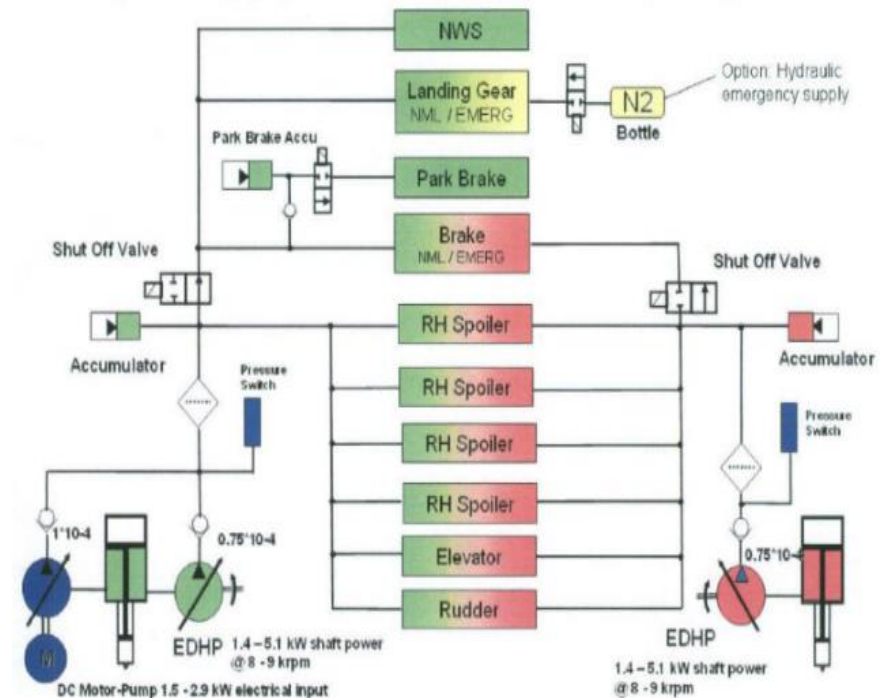 NWS
Landing Gear
NML / EMERG
N2
Bottle
Option: Hydraulic
emergency supply
Park Brake Accu
Park Brake
Brake
NML / EMERG
Shut Off Valve
Shut Off Valve
RH Spoiler
Accumulator
Accumulator
Pressure
Switch
RH Spoiler
Pressure
Switch
RH Spoiler
RH Spoiler
1*10-4
0.75*10-4
Elevator
0.75*10-4
Rudder
EDHP
1.4 – 5.1 kW shaft power
@ 8 - 9 krpm
EDHP
1.4 – 5.1 kW shaft power
@ 8 - 9 krpm
M
DC Motor-Pump 1.5 - 2.9 kW electrical input